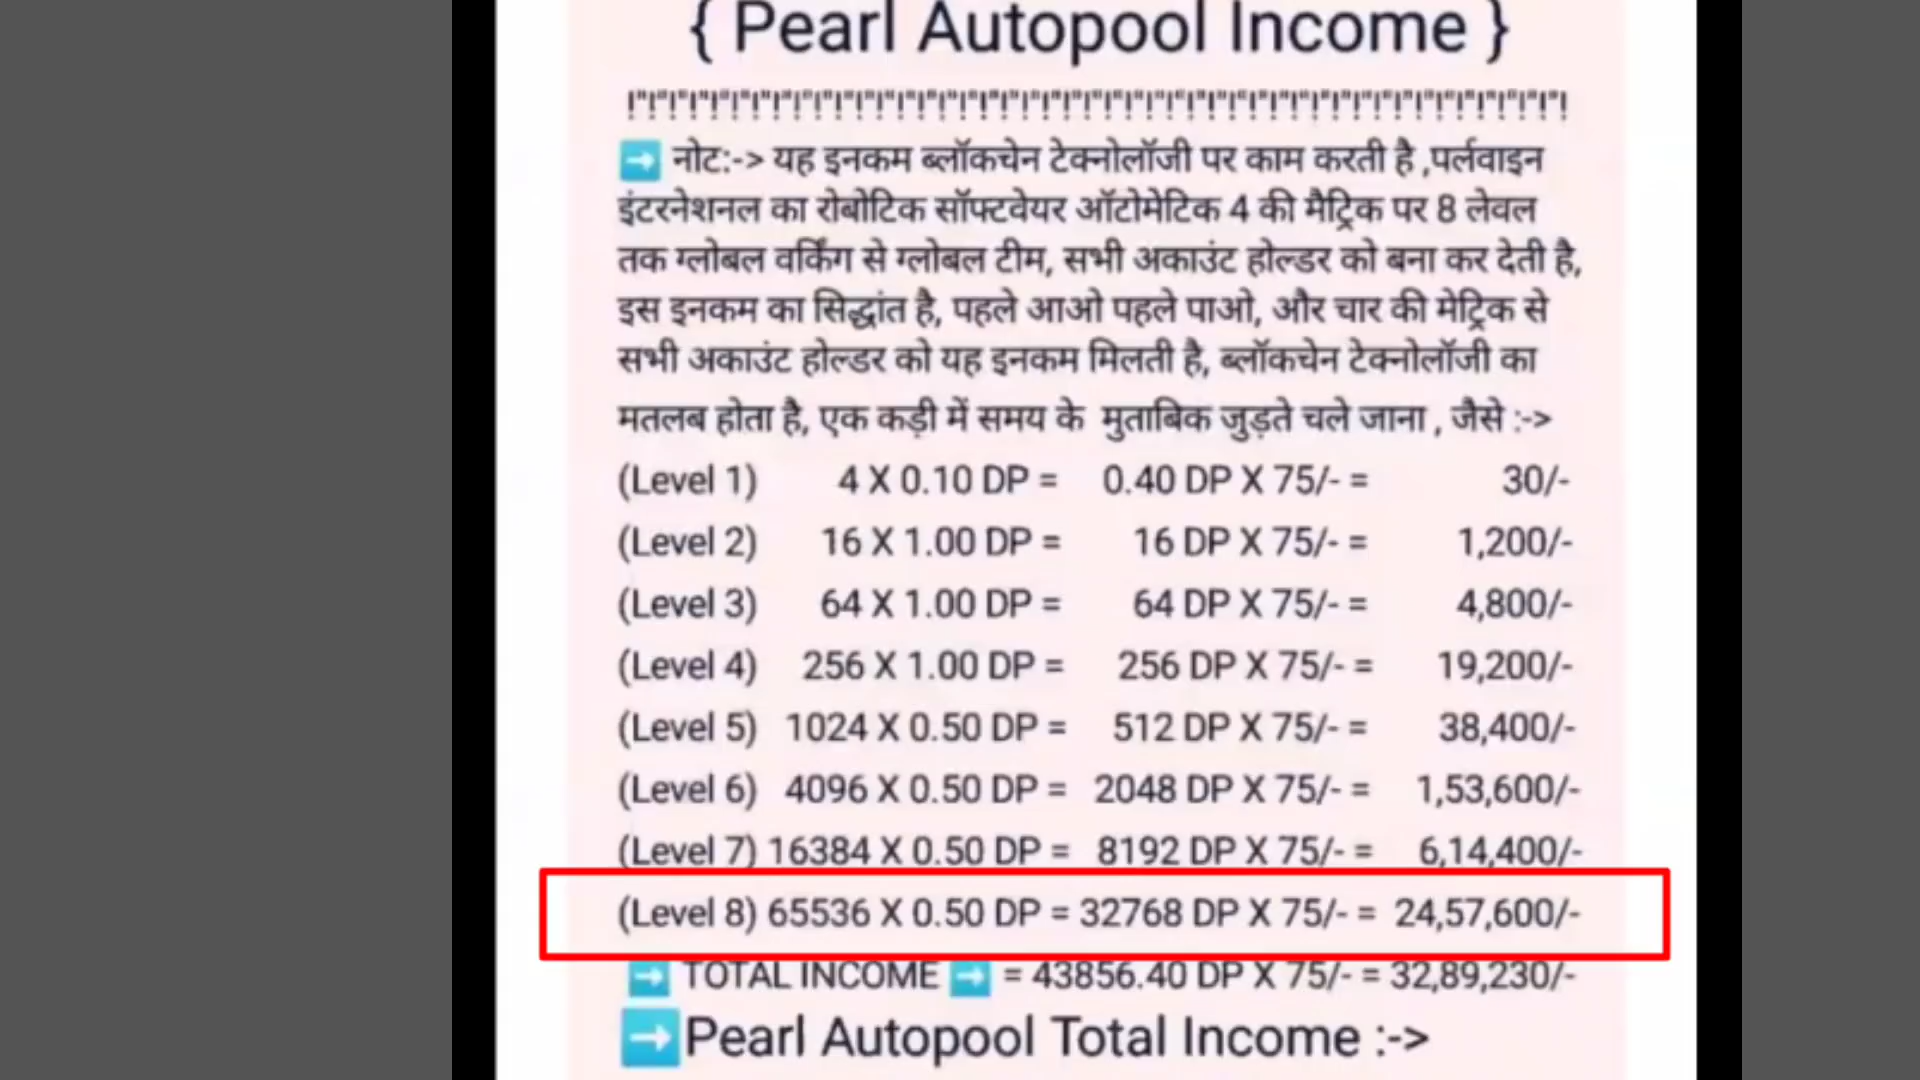 { Pearl Autopool Income }
!"!"!"!"!"!"!"!"!"!"!"!"!"!"!"!"!"!"!"!"!"!"!"!"!"!"!"!"!"!"!"!"!"!"!"!"!"!"!"!"!"!"!"!"!"!
➡ नोट:-> यह इनकम ब्लॉकचेन टेक्नोलॉजी पर काम करती है ,पर्लवाइन
इंटरनेशनल का रोबोटिक सॉफ्टवेयर ऑटोमेटिक 4 की मैट्रिक पर 8 लेवल
तक ग्लोबल वर्किंग से ग्लोबल टीम, सभी अकाउंट होल्डर को बना कर देती है,
इस इनकम का सिद्धांत है, पहले आओ पहले पाओ, और चार की मेट्रिक से
सभी अकाउंट होल्डर को यह इनकम मिलती है, ब्लॉकचेन टेक्नोलॉजी का
मतलब होता है, एक कड़ी में समय के मुताबिक जुड़ते चले जाना , जैसे :->
(Level 1) 4 X 0.10 DP = 0.40 DP X 75/- = 30/-
(Level 2) 16 X 1.00 DP = 16 DP X 75/- = 1,200/-
(Level 3) 64 X 1.00 DP = 64 DP X 75/- = 4,800/-
(Level 4) 256 X 1.00 DP = 256 DP X 75/- = 19,200/-
(Level 5) 1024 X 0.50 DP = 512 DP X 75/- = 38,400/-
(Level 6) 4096 X 0.50 DP = 2048 DP X 75/- = 1,53,600/-
(Level 7) 16384 X 0.50 DP = 8192 DP X 75/- = 6,14,400/-
(Level 8) 65536 X 0.50 DP = 32768 DP X 75/- = 24,57,600/-
➡ TOTAL INCOME ➡ = 43856.40 DP X 75/- = 32,89,230/-
➡Pearl Autopool Total Income :->